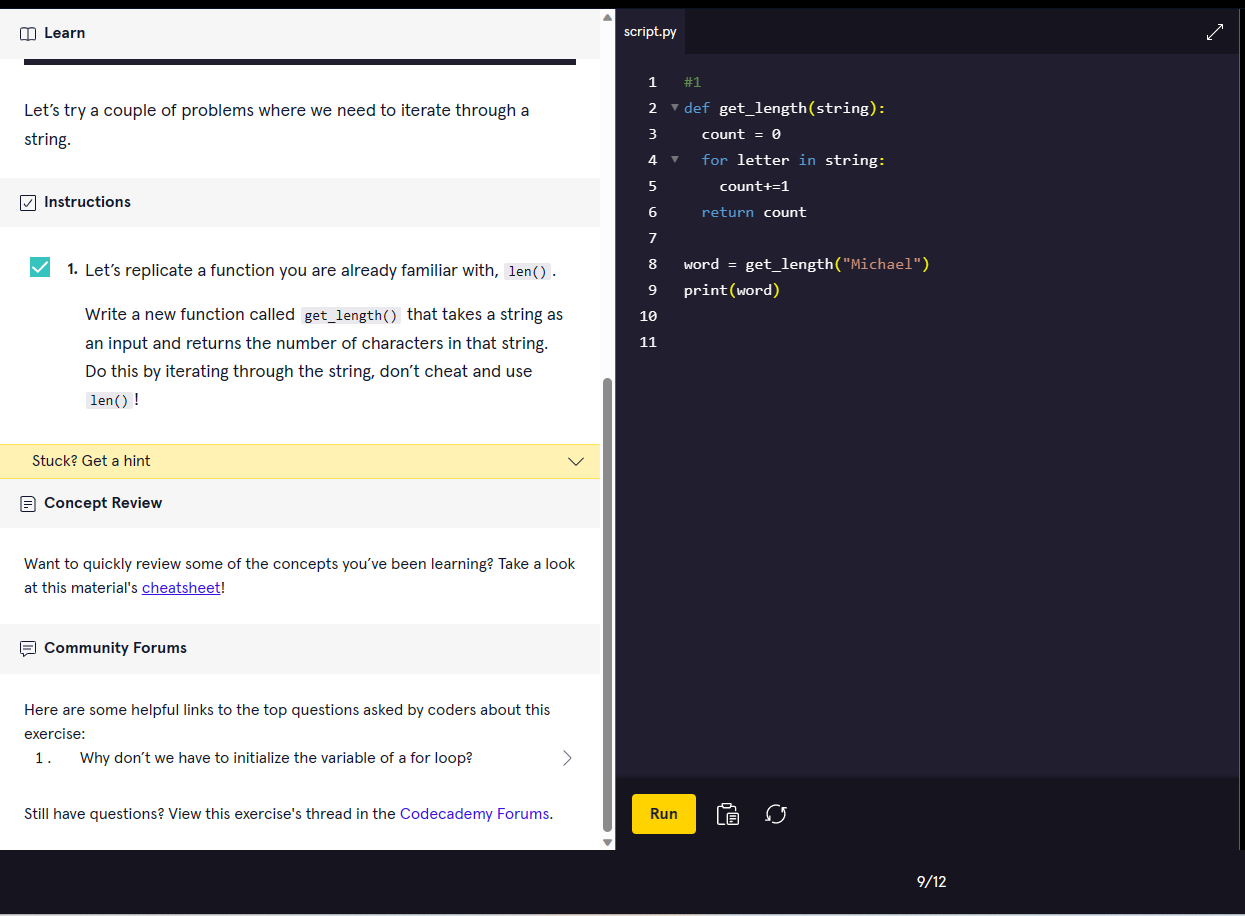 Learn
Let’s try a couple of problems where we need to iterate through a
string.
Instructions
1. Let’s replicate a function you are already familiar with, len().
Write a new function called get_length() that takes a string as
an input and returns the number of characters in that string.
Do this by iterating through the string, don’t cheat and use
len()!
Stuck? Get a hint
Concept Review
Want to quickly review some of the concepts you’ve been learning? Take a look
at this material's cheatsheet!
Community Forums
Here are some helpful links to the top questions asked by coders about this
exercise:
1. Why don’t we have to initialize the variable of a for loop?
Still have questions? View this exercise's thread in the Codecademy Forums.
script.py
1 #1
2 def get_length(string):
3   count = 0
4   for letter in string:
5     count+=1
6   return count
7
8 word = get_length("Michael")
9 print(word)
10
11
Run
9/12